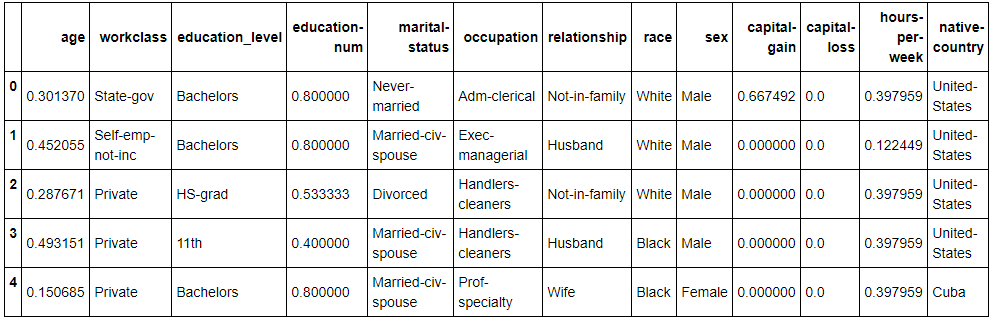 age workclass education_level education-num marital-status occupation relationship race sex capital-gain capital-loss hours-per-week native-country
0 0.301370 State-gov Bachelors 0.800000 Never-married Adm-clerical Not-in-family White Male 0.667492 0.0 0.397959 United-States
1 0.452055 Self-emp-not-inc Bachelors 0.800000 Married-civ-spouse Exec-managerial Husband White Male 0.000000 0.0 0.122449 United-States
2 0.287671 Private HS-grad 0.533333 Divorced Handlers-cleaners Not-in-family White Male 0.000000 0.0 0.397959 United-States
3 0.493151 Private 11th 0.400000 Married-civ-spouse Handlers-cleaners Husband Black Male 0.000000 0.0 0.397959 United-States
4 0.150685 Private Bachelors 0.800000 Married-civ-spouse Prof-specialty Wife Black Female 0.000000 0.0 0.397959 Cuba